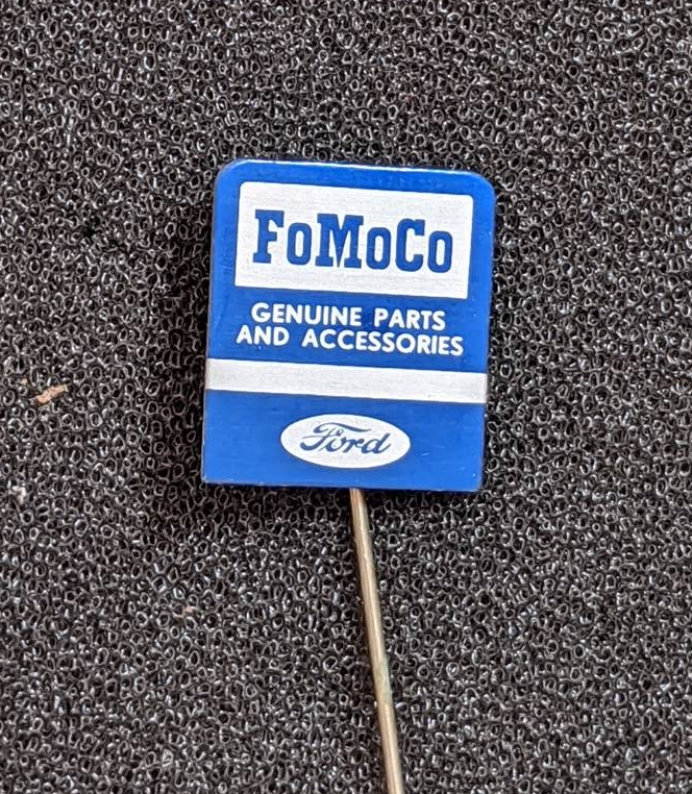 FoMoCo
GENUINE PARTS
AND ACCESSORIES
Ford